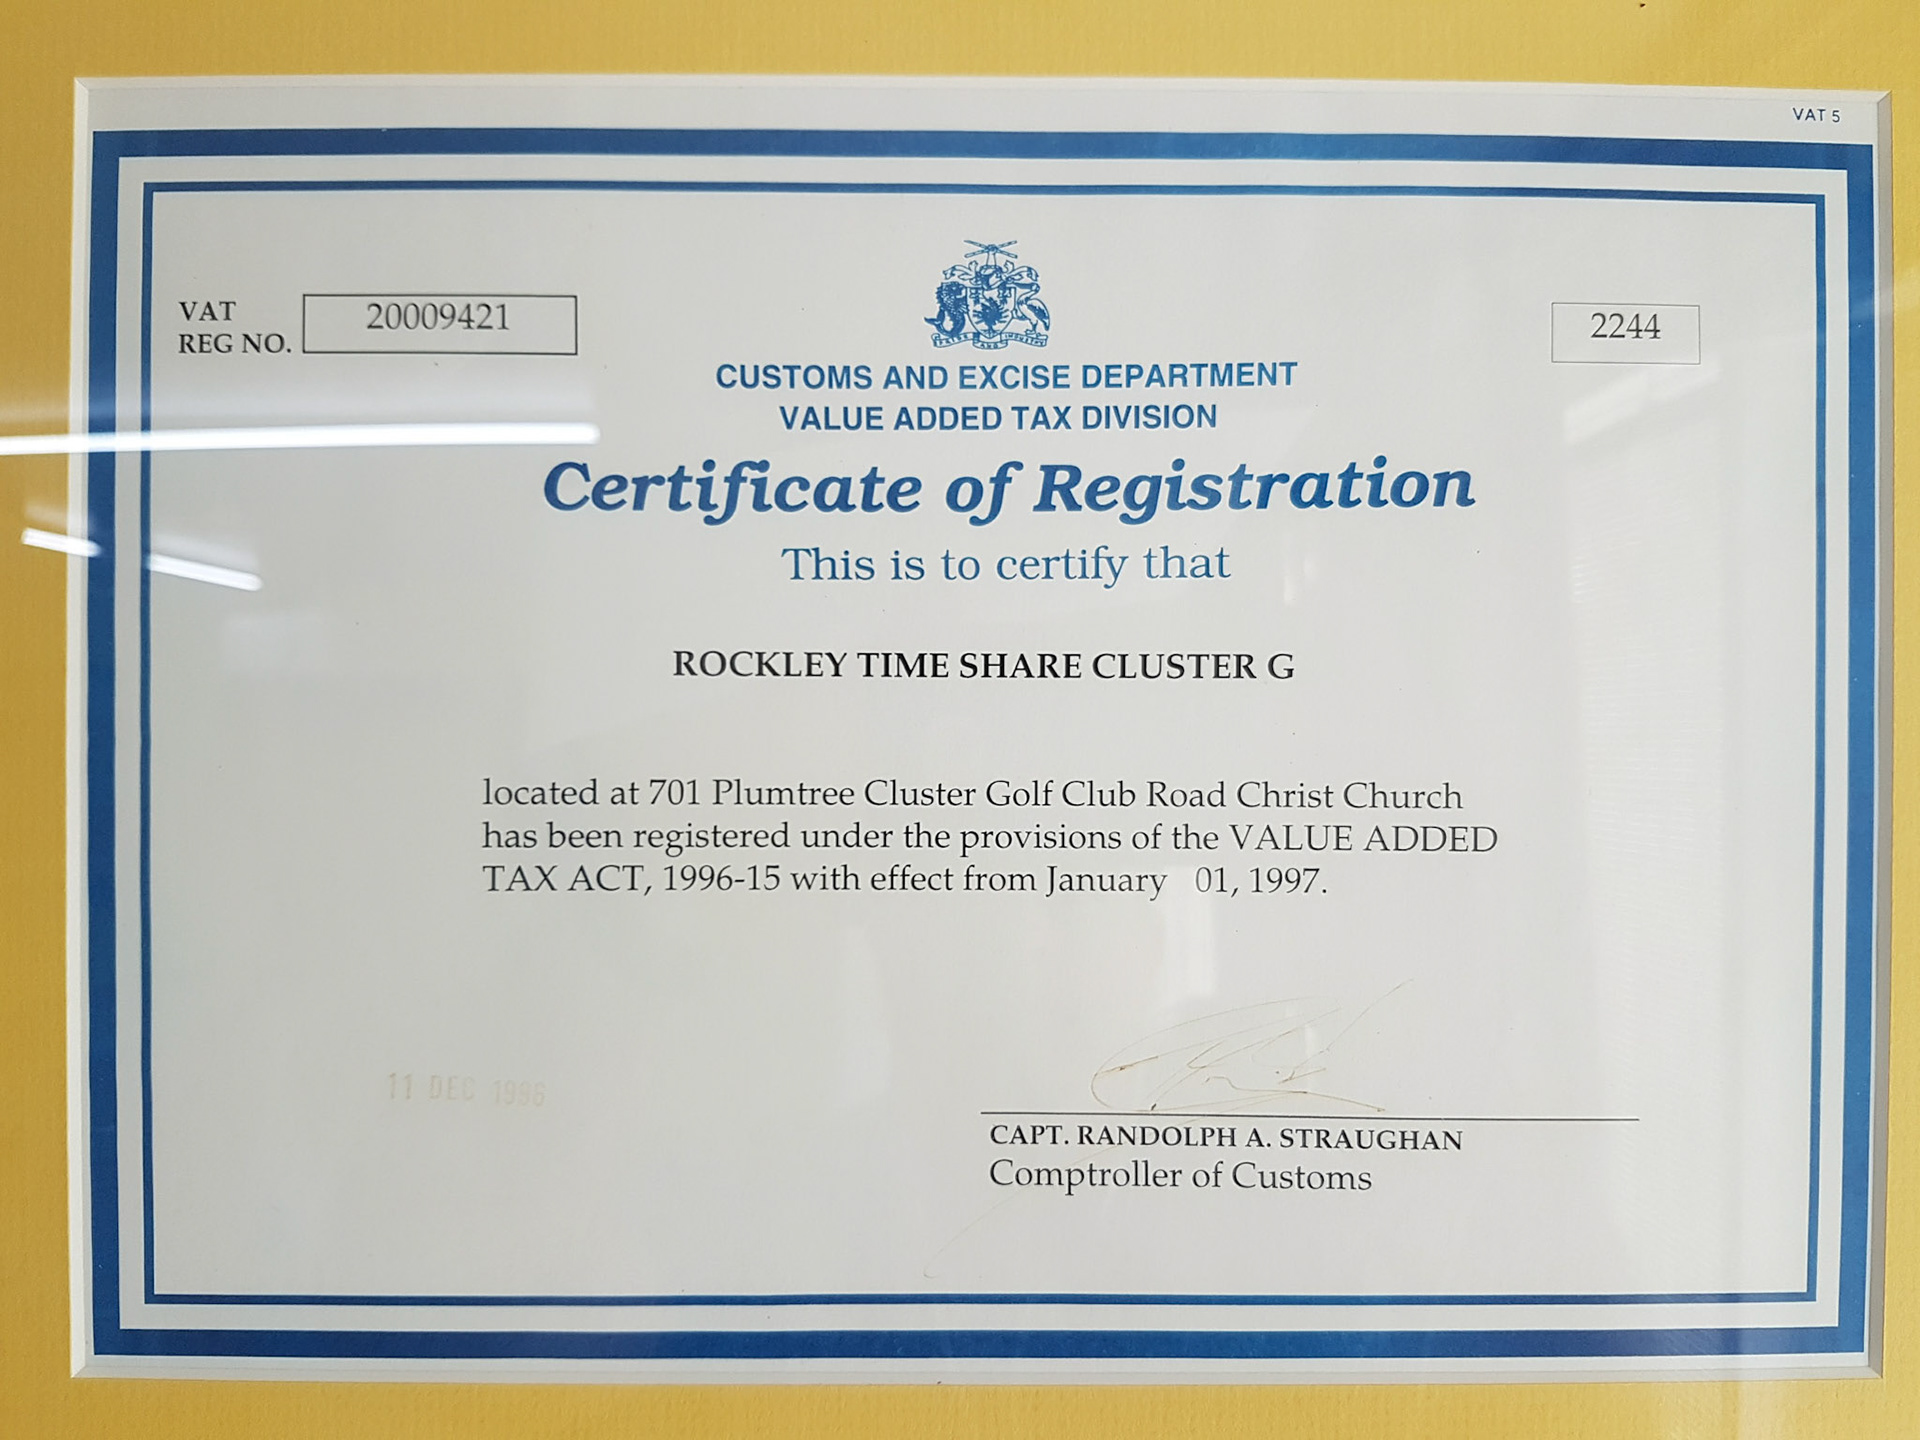 VAT 5
VAT
REG NO.
20009421
2244
PRIDE AND INDUSTRY
CUSTOMS AND EXCISE DEPARTMENT
VALUE ADDED TAX DIVISION
Certificate of Registration
This is to certify that
ROCKLEY TIME SHARE CLUSTER G
located at 701 Plumtree Cluster Golf Club Road Christ Church
has been registered under the provisions of the VALUE ADDED
TAX ACT, 1996-15 with effect from January 01, 1997.
11 DEC 1996
CAPT. RANDOLPH A. STRAUGHAN
Comptroller of Customs